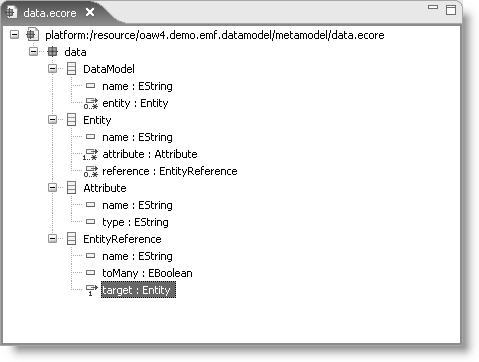 data.ecore
platform:/resource/oaw4.demo.emf.datamodel/metamodel/data.ecore
data
DataModel
name : EString
0..* entity : Entity
Entity
name : EString
1..* attribute : Attribute
0..* reference : EntityReference
Attribute
name : EString
type : EString
EntityReference
name : EString
toMany : EBoolean
1 target : Entity